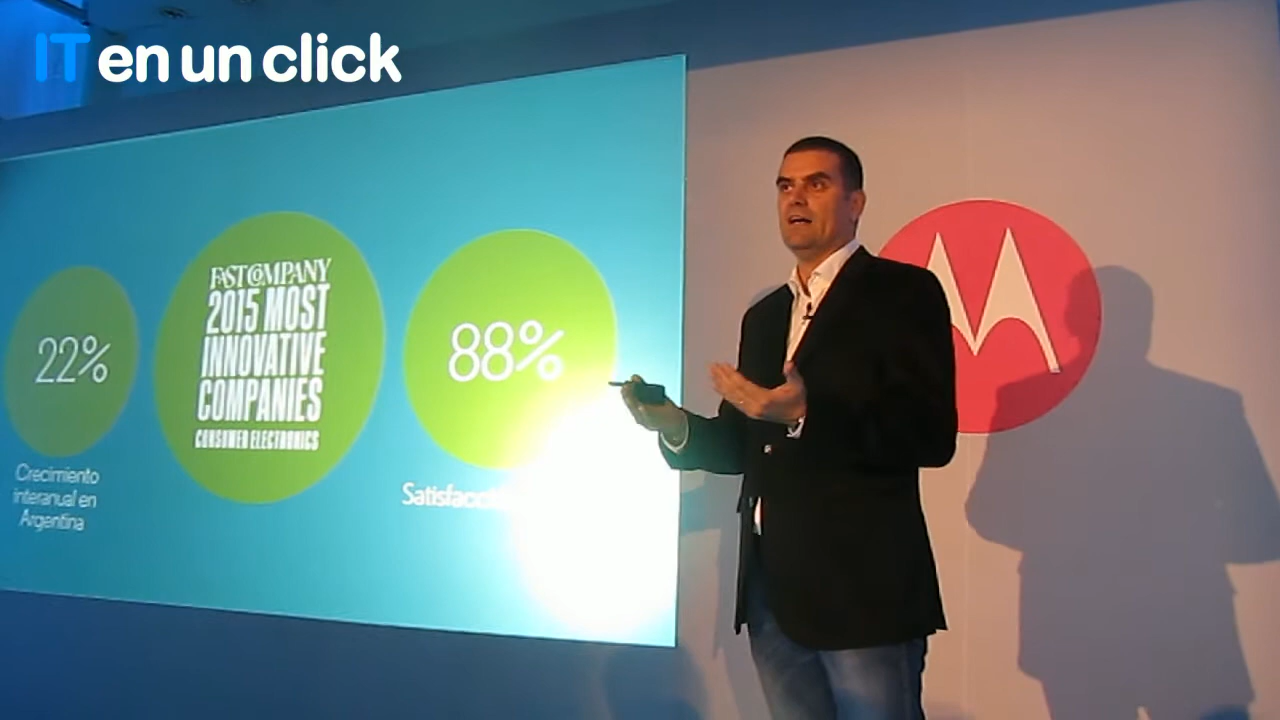 IT en un click
22%
Crecimiento
interanual en
Argentina
FAST COMPANY
2015 MOST
INNOVATIVE
COMPANIES
CONSUMER ELECTRONICS
88%